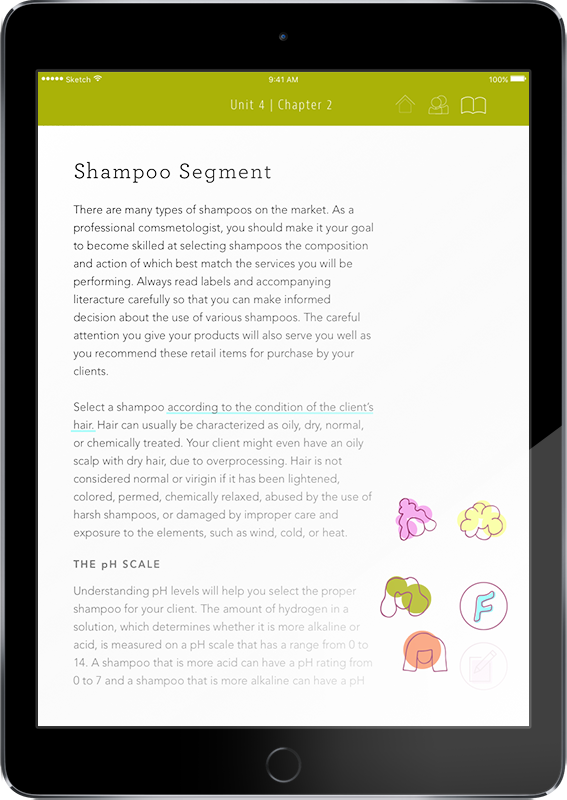 Sketch 9:41 AM 100%
Unit 4 | Chapter 2
Shampoo Segment
There are many types of shampoos on the market. As a
professional comsmetologist, you should make it your goal
to become skilled at selecting shampoos the composition
and action of which best match the services you will be
performing. Always read labels and accompanying
literacture carefully so that you can make informed
decision about the use of various shampoos. The careful
attention you give your products will also serve you well as
you recommend these retail items for purchase by your
clients.
Select a shampoo according to the condition of the client's
hair. Hair can usually be characterized as oily, dry, normal,
or chemically treated. Your client might even have an oily
scalp with dry hair, due to overprocessing. Hair is not
considered normal or virigin if it has been lightened,
colored, permed, chemically relaxed, abused by the use of
harsh shampoos, or damaged by improper care and
exposure to the elements, such as wind, cold, or heat.
THE pH SCALE
Understanding pH levels will help you select the proper
shampoo for your client. The amount of hydrogen in a
solution, which determines whether it is more alkaline or
acid, is measured on a pH scale that has a range from 0 to
14. A shampoo that is more acid can have a pH rating from
0 to 7 and a shampoo that is more alkaline can have a pH
F